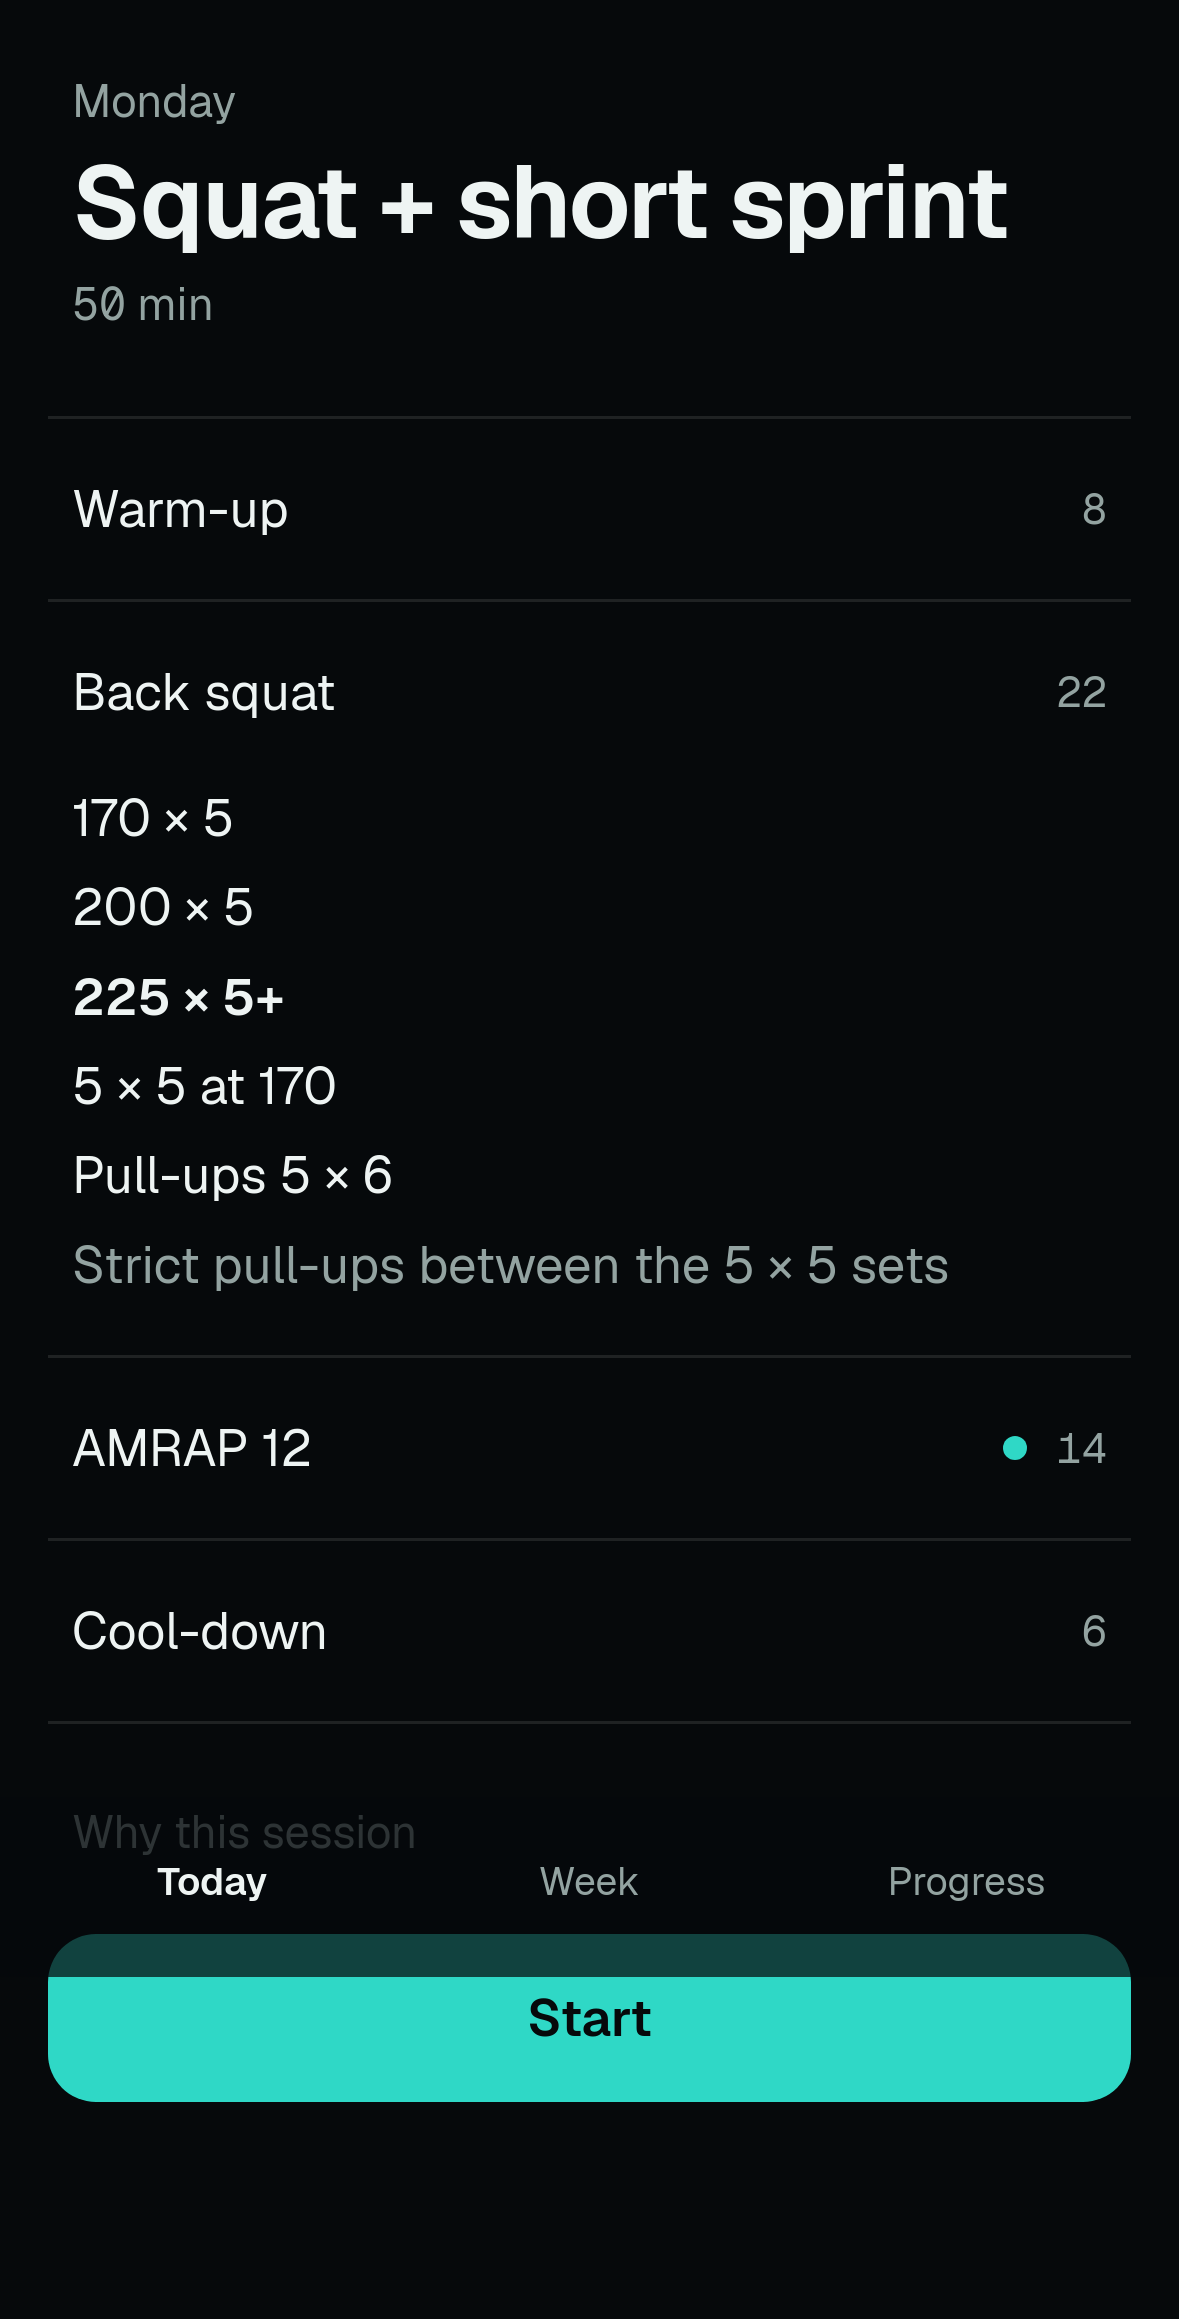 Monday
Squat + short sprint
50 min
Warm-up 8
Back squat 22
170 × 5
200 × 5
225 × 5+
5 × 5 at 170
Pull-ups 5 × 6
Strict pull-ups between the 5 × 5 sets
AMRAP 12 14
Cool-down 6
Why this session
Today Week Progress
Start